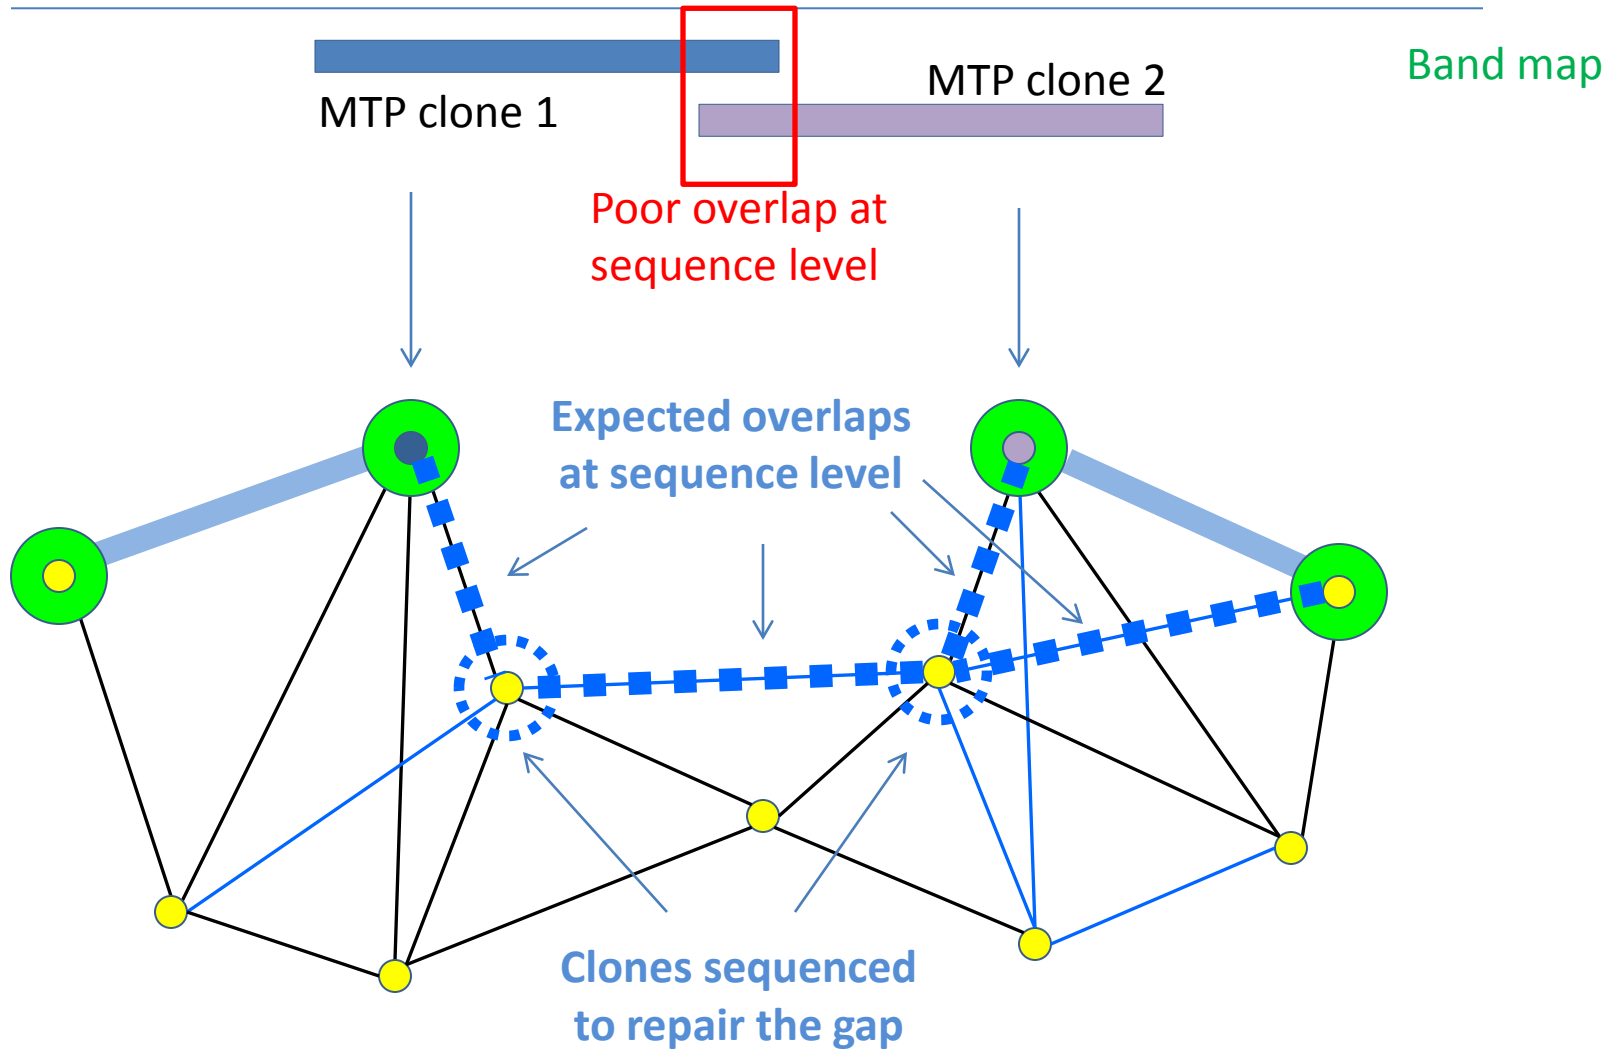 Band map
MTP clone 1
MTP clone 2
Poor overlap at
sequence level
Expected overlaps
at sequence level
Clones sequenced
to repair the gap